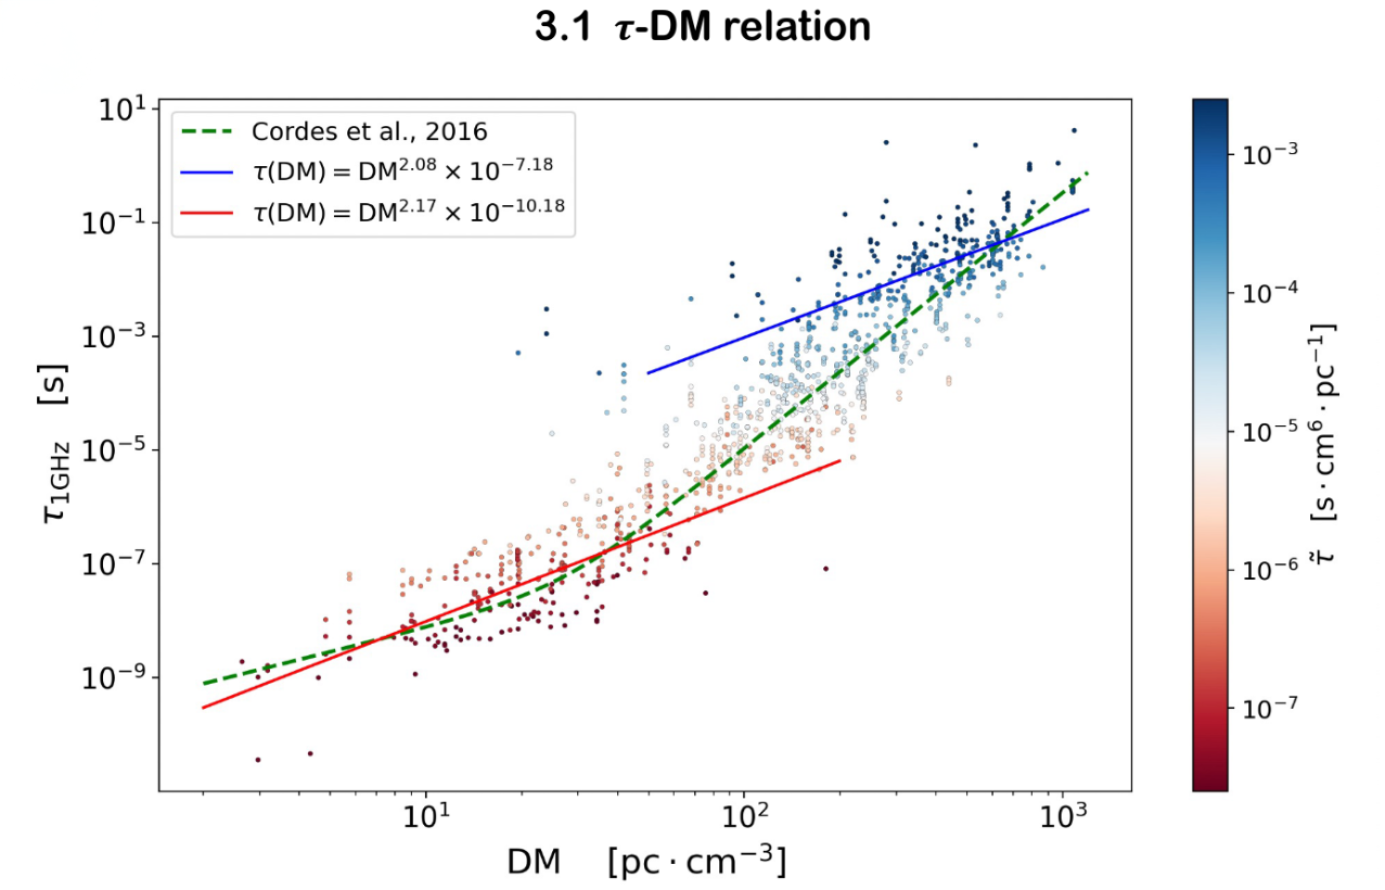 3.1 τ-DM relation
Cordes et al., 2016
τ(DM) = DM^2.08 × 10^−7.18
τ(DM) = DM^2.17 × 10^−10.18
10^1
10^−1
10^−3
10^−5
10^−7
10^−9
τ_1GHz [s]
10^1 10^2 10^3
DM [pc · cm^−3]
10^−3
10^−4
10^−5
10^−6
10^−7
τ̃ [s · cm^6 · pc^−1]